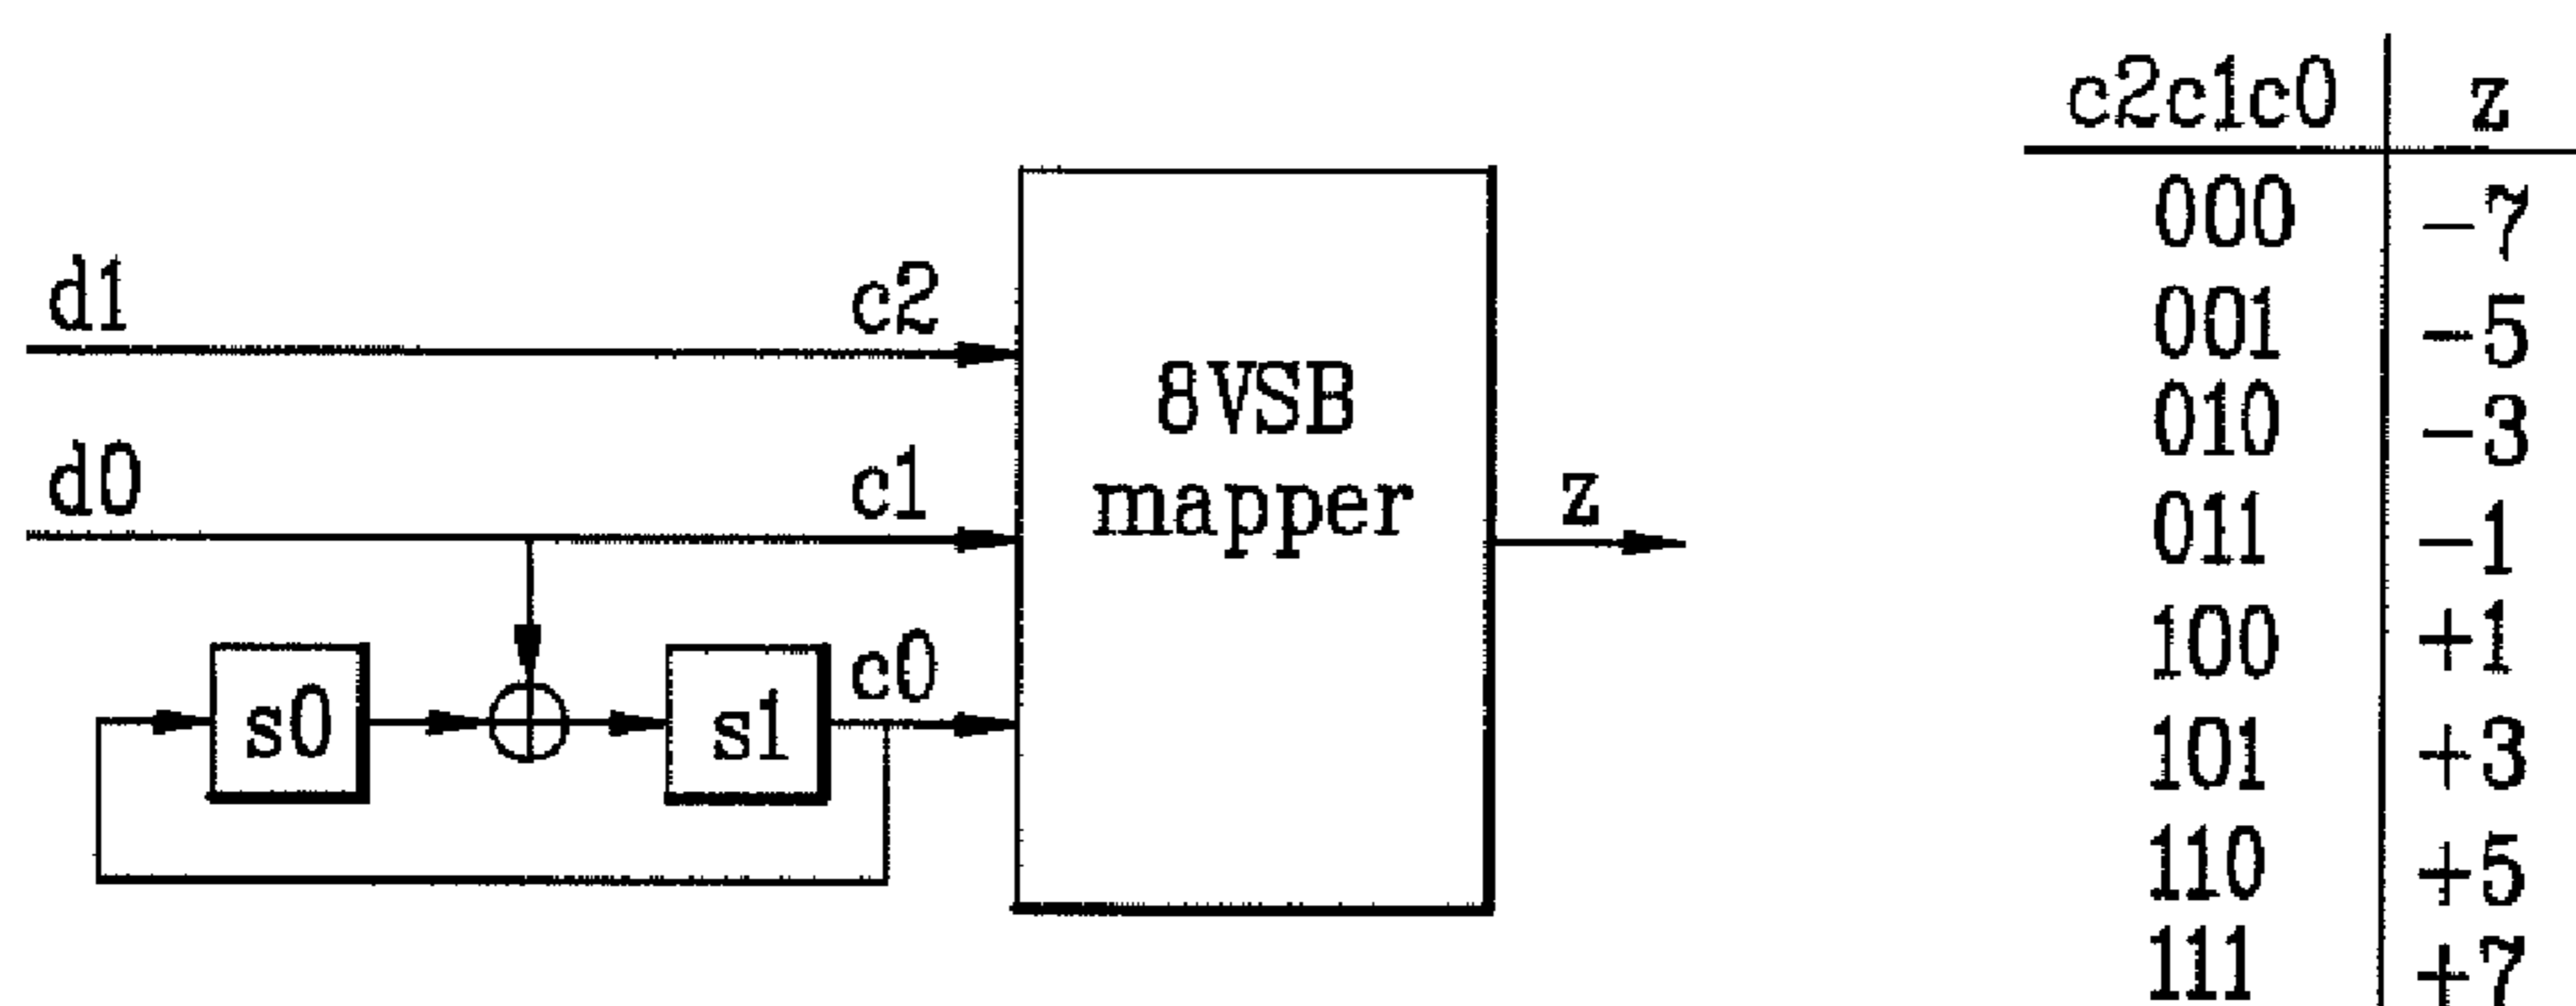 d1 c2
d0 c1
s0 s1 c0
8VSB
mapper
z
c2c1c0 z
000 −7
001 −5
010 −3
011 −1
100 +1
101 +3
110 +5
111 +7